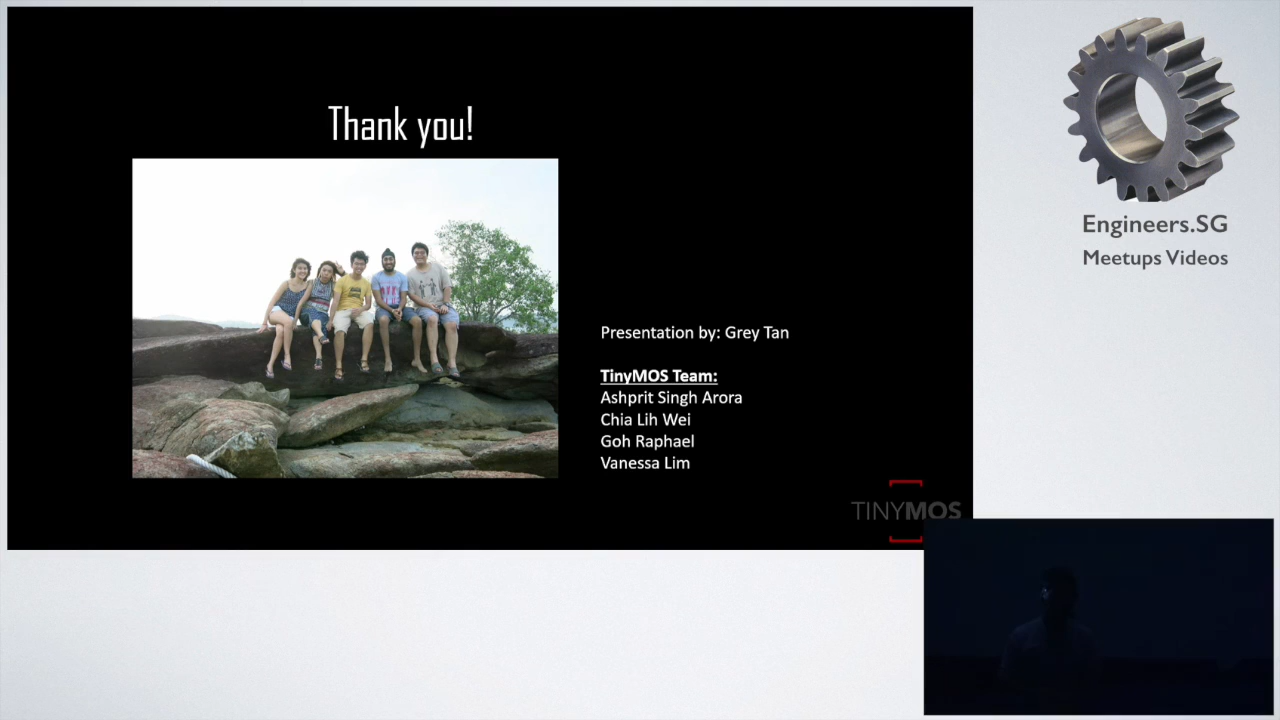 Thank you!
Presentation by: Grey Tan
TinyMOS Team:
Ashprit Singh Arora
Chia Lih Wei
Goh Raphael
Vanessa Lim
TINYMOS
Engineers.SG
Meetups Videos